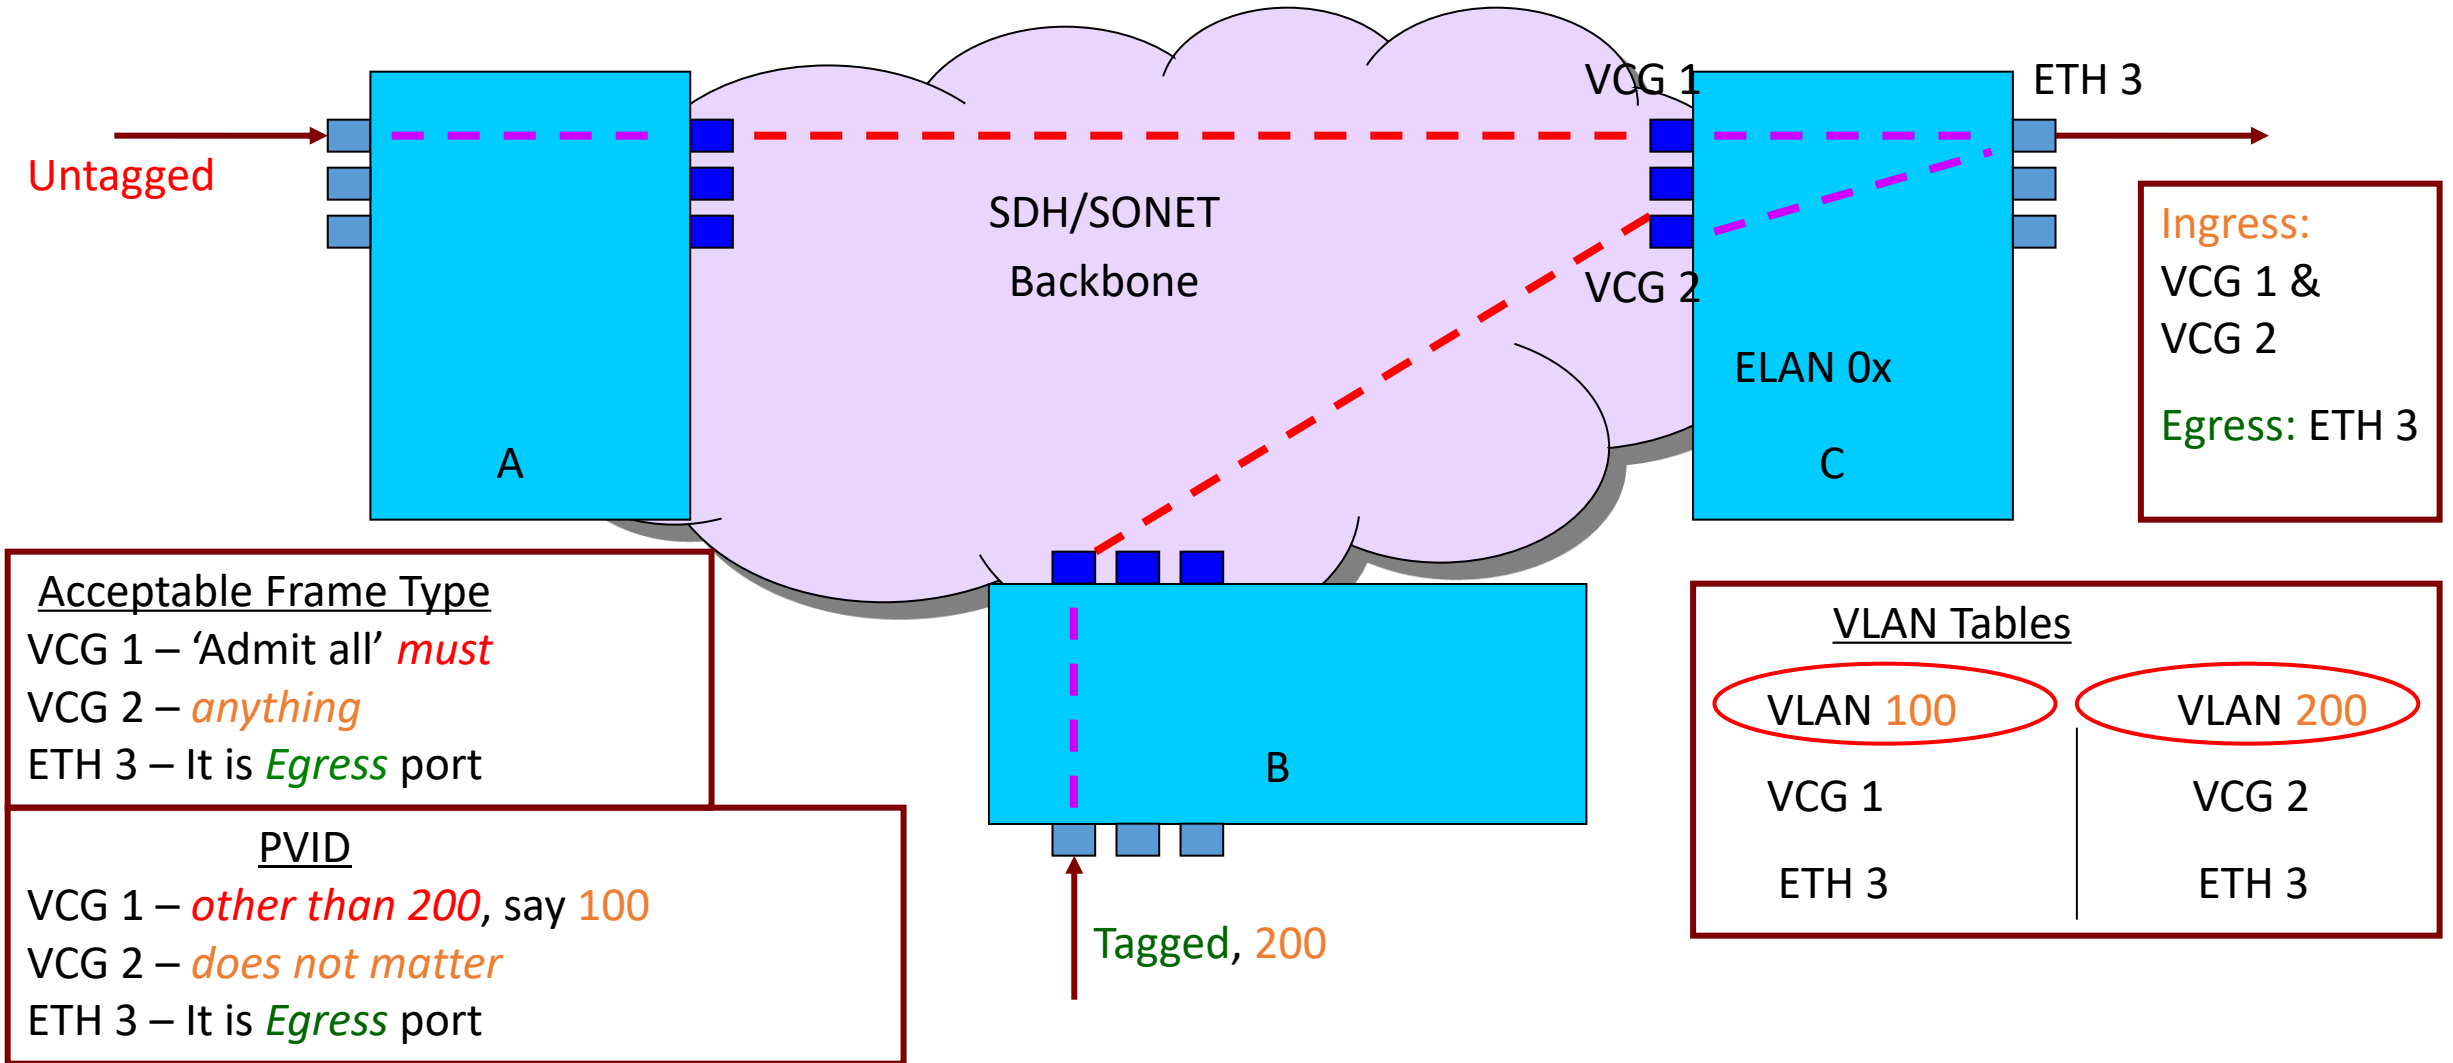 VCG 1
ETH 3
Untagged
SDH/SONET
Backbone
VCG 2
ELAN 0x
A
C
Ingress:
VCG 1 &
VCG 2
Egress: ETH 3
Acceptable Frame Type
VCG 1 – ‘Admit all’ must
VCG 2 – anything
ETH 3 – It is Egress port
PVID
VCG 1 – other than 200, say 100
VCG 2 – does not matter
ETH 3 – It is Egress port
B
Tagged, 200
VLAN Tables
VLAN 100 VLAN 200
VCG 1 VCG 2
ETH 3 ETH 3